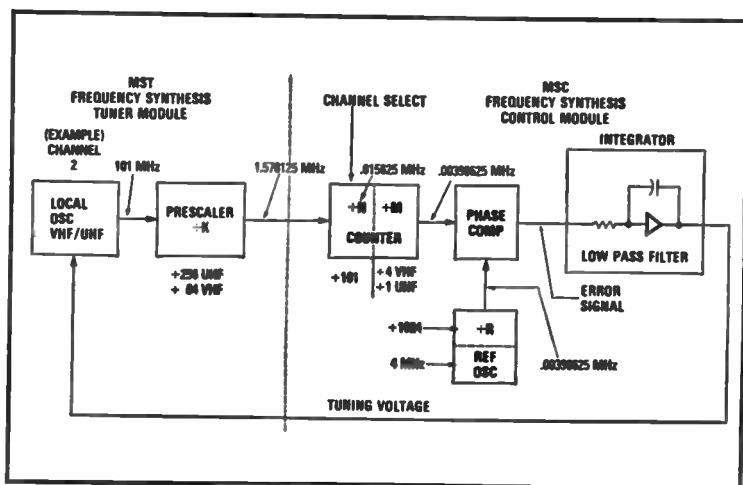 MST
FREQUENCY SYNTHESIS
TUNER MODULE
(EXAMPLE)
CHANNEL
2
101 MHz
LOCAL
OSC
VHF/UHF
PRESCALER
÷K
÷256 UHF
÷ 64 VHF
1.578125 MHz
CHANNEL SELECT
MSC
FREQUENCY SYNTHESIS
CONTROL MODULE
.015625 MHz
÷N
÷M
COUNTER
÷101
÷4 VHF
÷1 UHF
.00390625 MHz
PHASE
COMP
INTEGRATOR
LOW PASS FILTER
ERROR
SIGNAL
÷1024
÷R
4 MHz
REF
OSC
.00390625 MHz
TUNING VOLTAGE